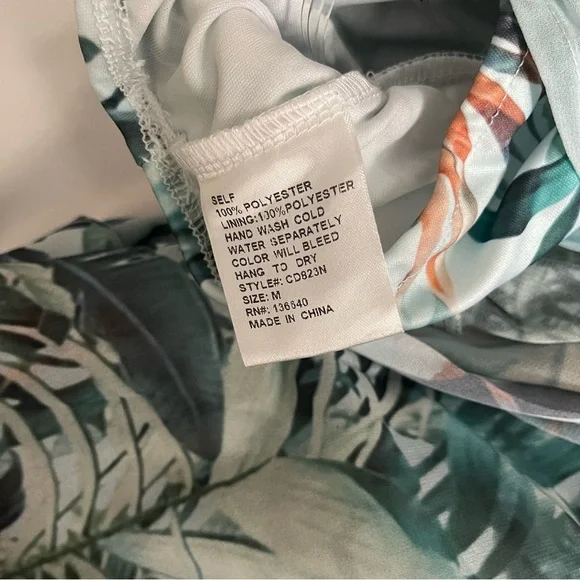 SELF
100% POLYESTER
LINING:100%POLYESTER
HAND WASH COLD
WATER SEPARATELY
COLOR WILL BLEED
HANG TO DRY
STYLE#: CD823N
SIZE: M
RN#: 136640
MADE IN CHINA